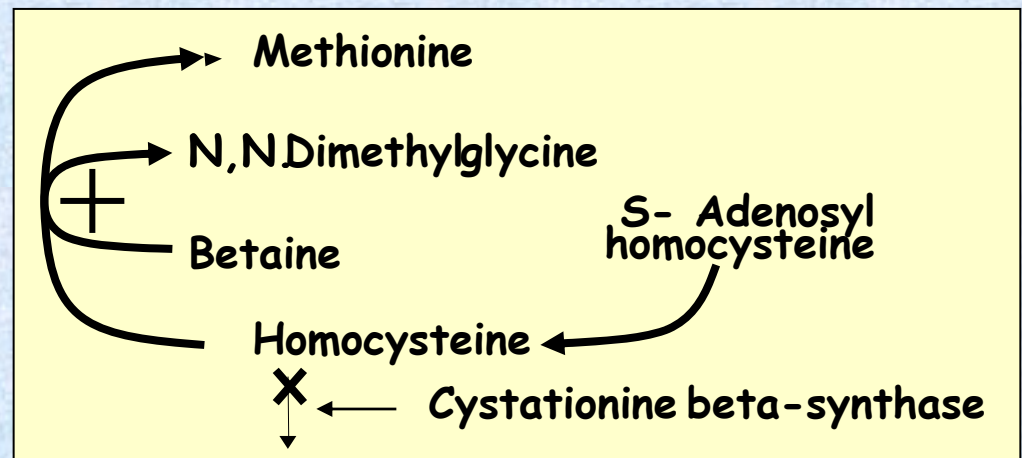 Methionine
N,N.Dimethylglycine
S- Adenosyl
homocysteine
Betaine
Homocysteine
Cystationine beta-synthase